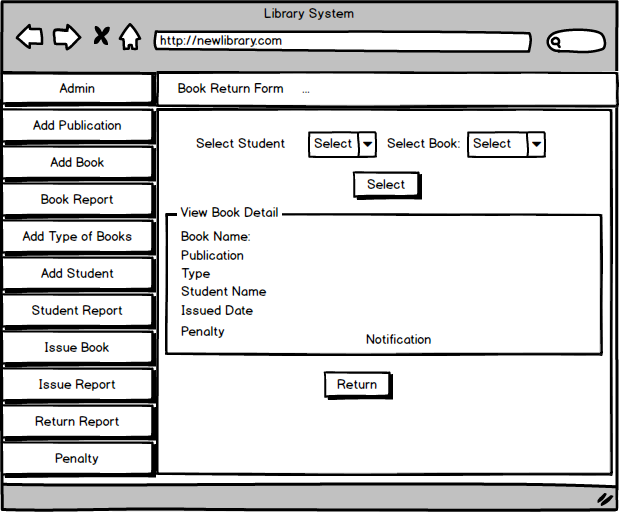 Library System
http://newlibrary.com
Admin
Book Return Form ...
Add Publication
Add Book
Book Report
Add Type of Books
Add Student
Student Report
Issue Book
Issue Report
Return Report
Penalty
Select Student Select Select Book: Select
Select
View Book Detail
Book Name:
Publication
Type
Student Name
Issued Date
Penalty
Notification
Return